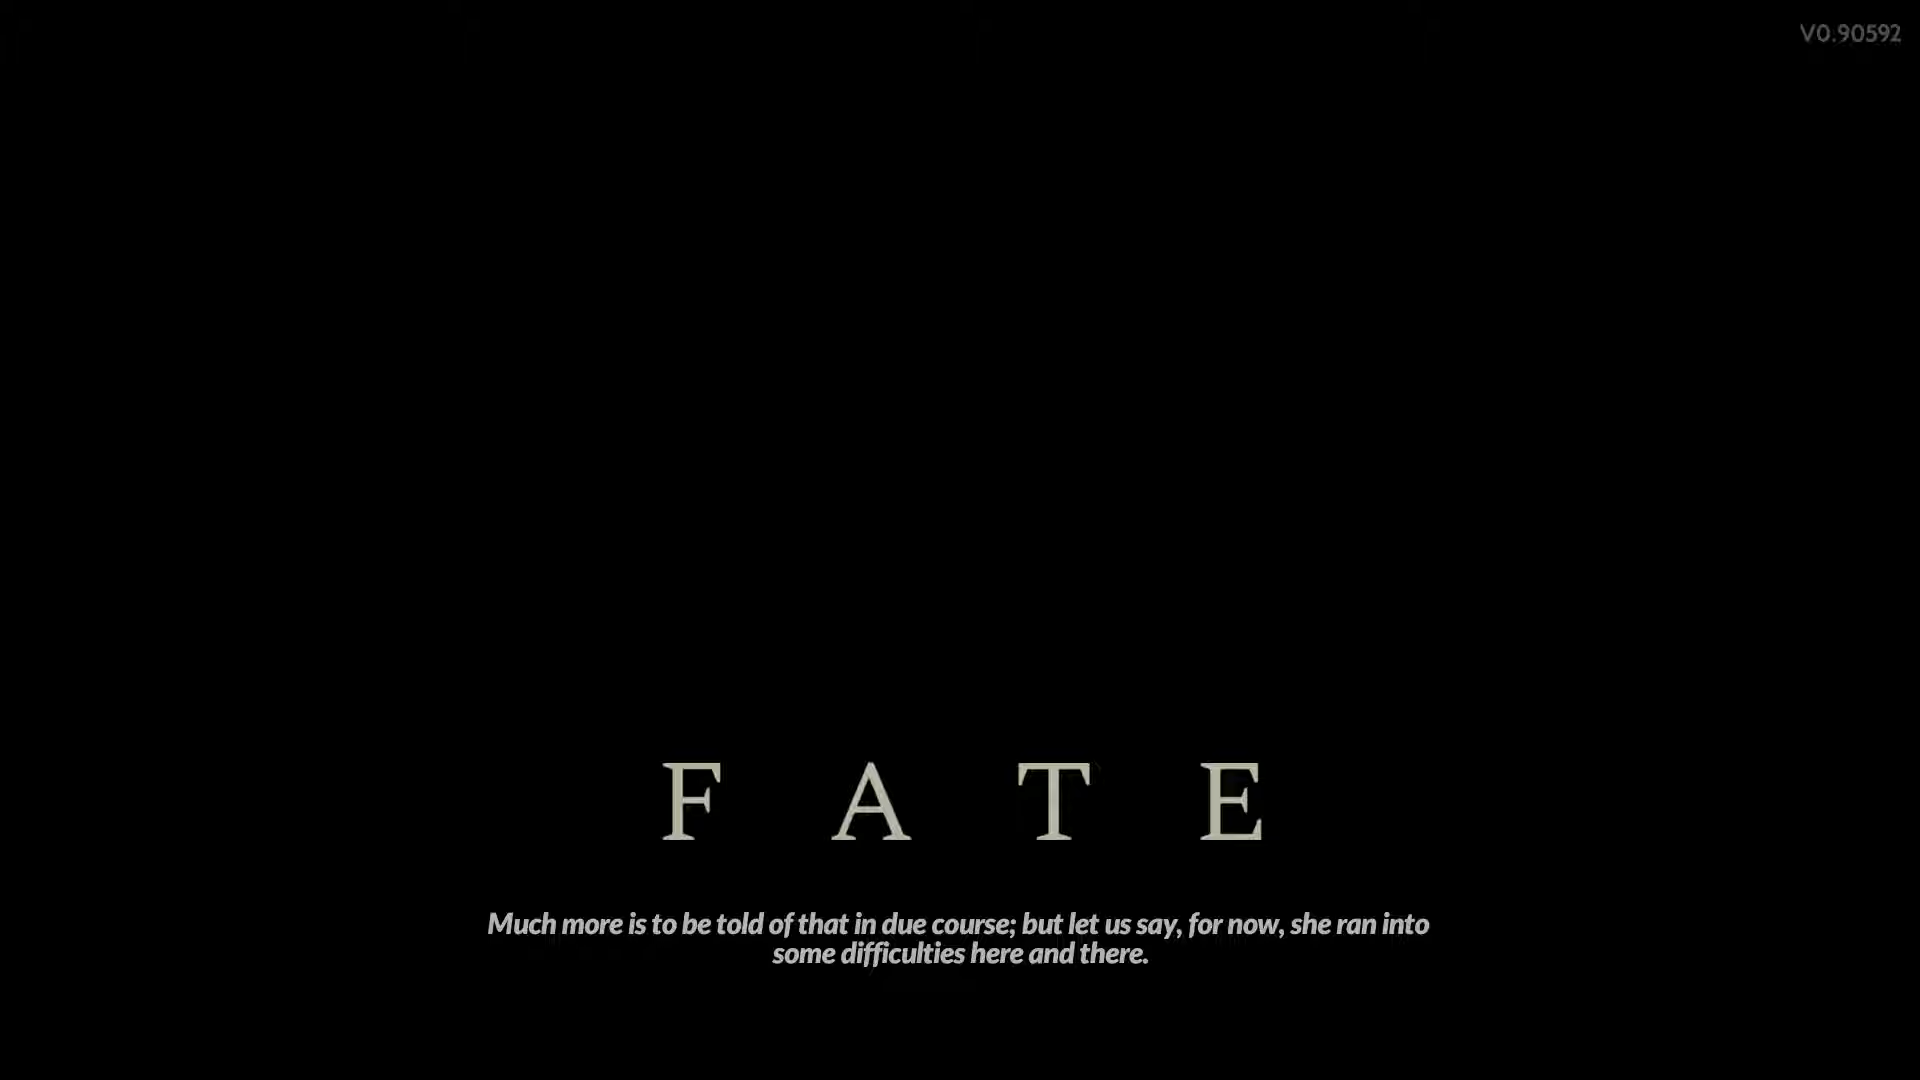 V0.90592
F A T E
Much more is to be told of that in due course; but let us say, for now, she ran into
some difficulties here and there.